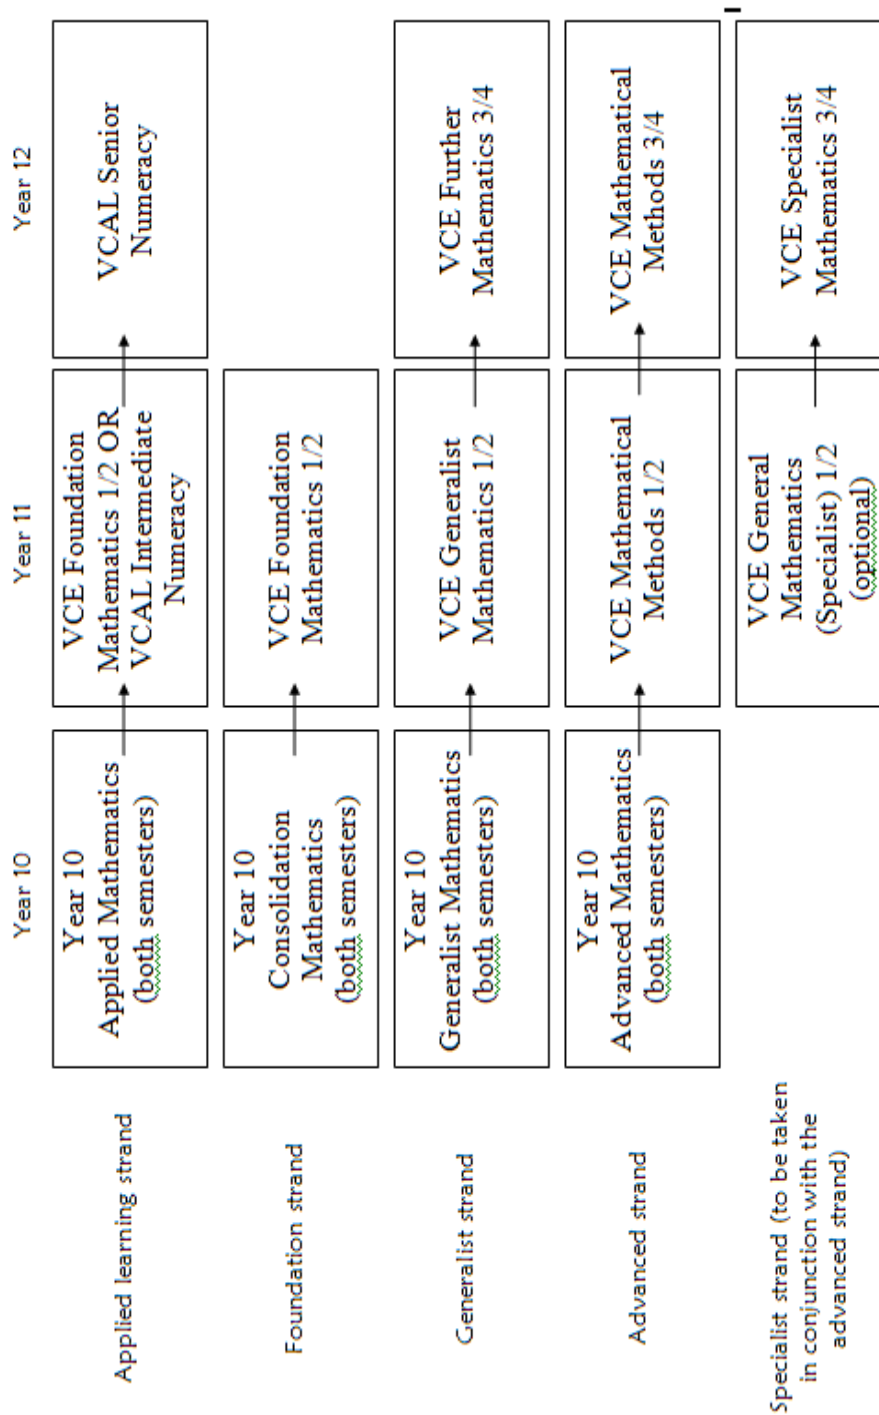 Year 10
Year 11
Year 12
Applied learning strand
Year 10
Applied Mathematics
(both semesters)
VCE Foundation
Mathematics 1/2 OR
VCAL Intermediate
Numeracy
VCAL Senior
Numeracy
Foundation strand
Year 10
Consolidation
Mathematics
(both semesters)
VCE Foundation
Mathematics 1/2
Generalist strand
Year 10
Generalist Mathematics
(both semesters)
VCE Generalist
Mathematics 1/2
VCE Further
Mathematics 3/4
Advanced strand
Year 10
Advanced Mathematics
(both semesters)
VCE Mathematical
Methods 1/2
VCE Mathematical
Methods 3/4
Specialist strand (to be taken
in conjunction with the
advanced strand)
VCE General
Mathematics
(Specialist) 1/2
(optional)
VCE Specialist
Mathematics 3/4